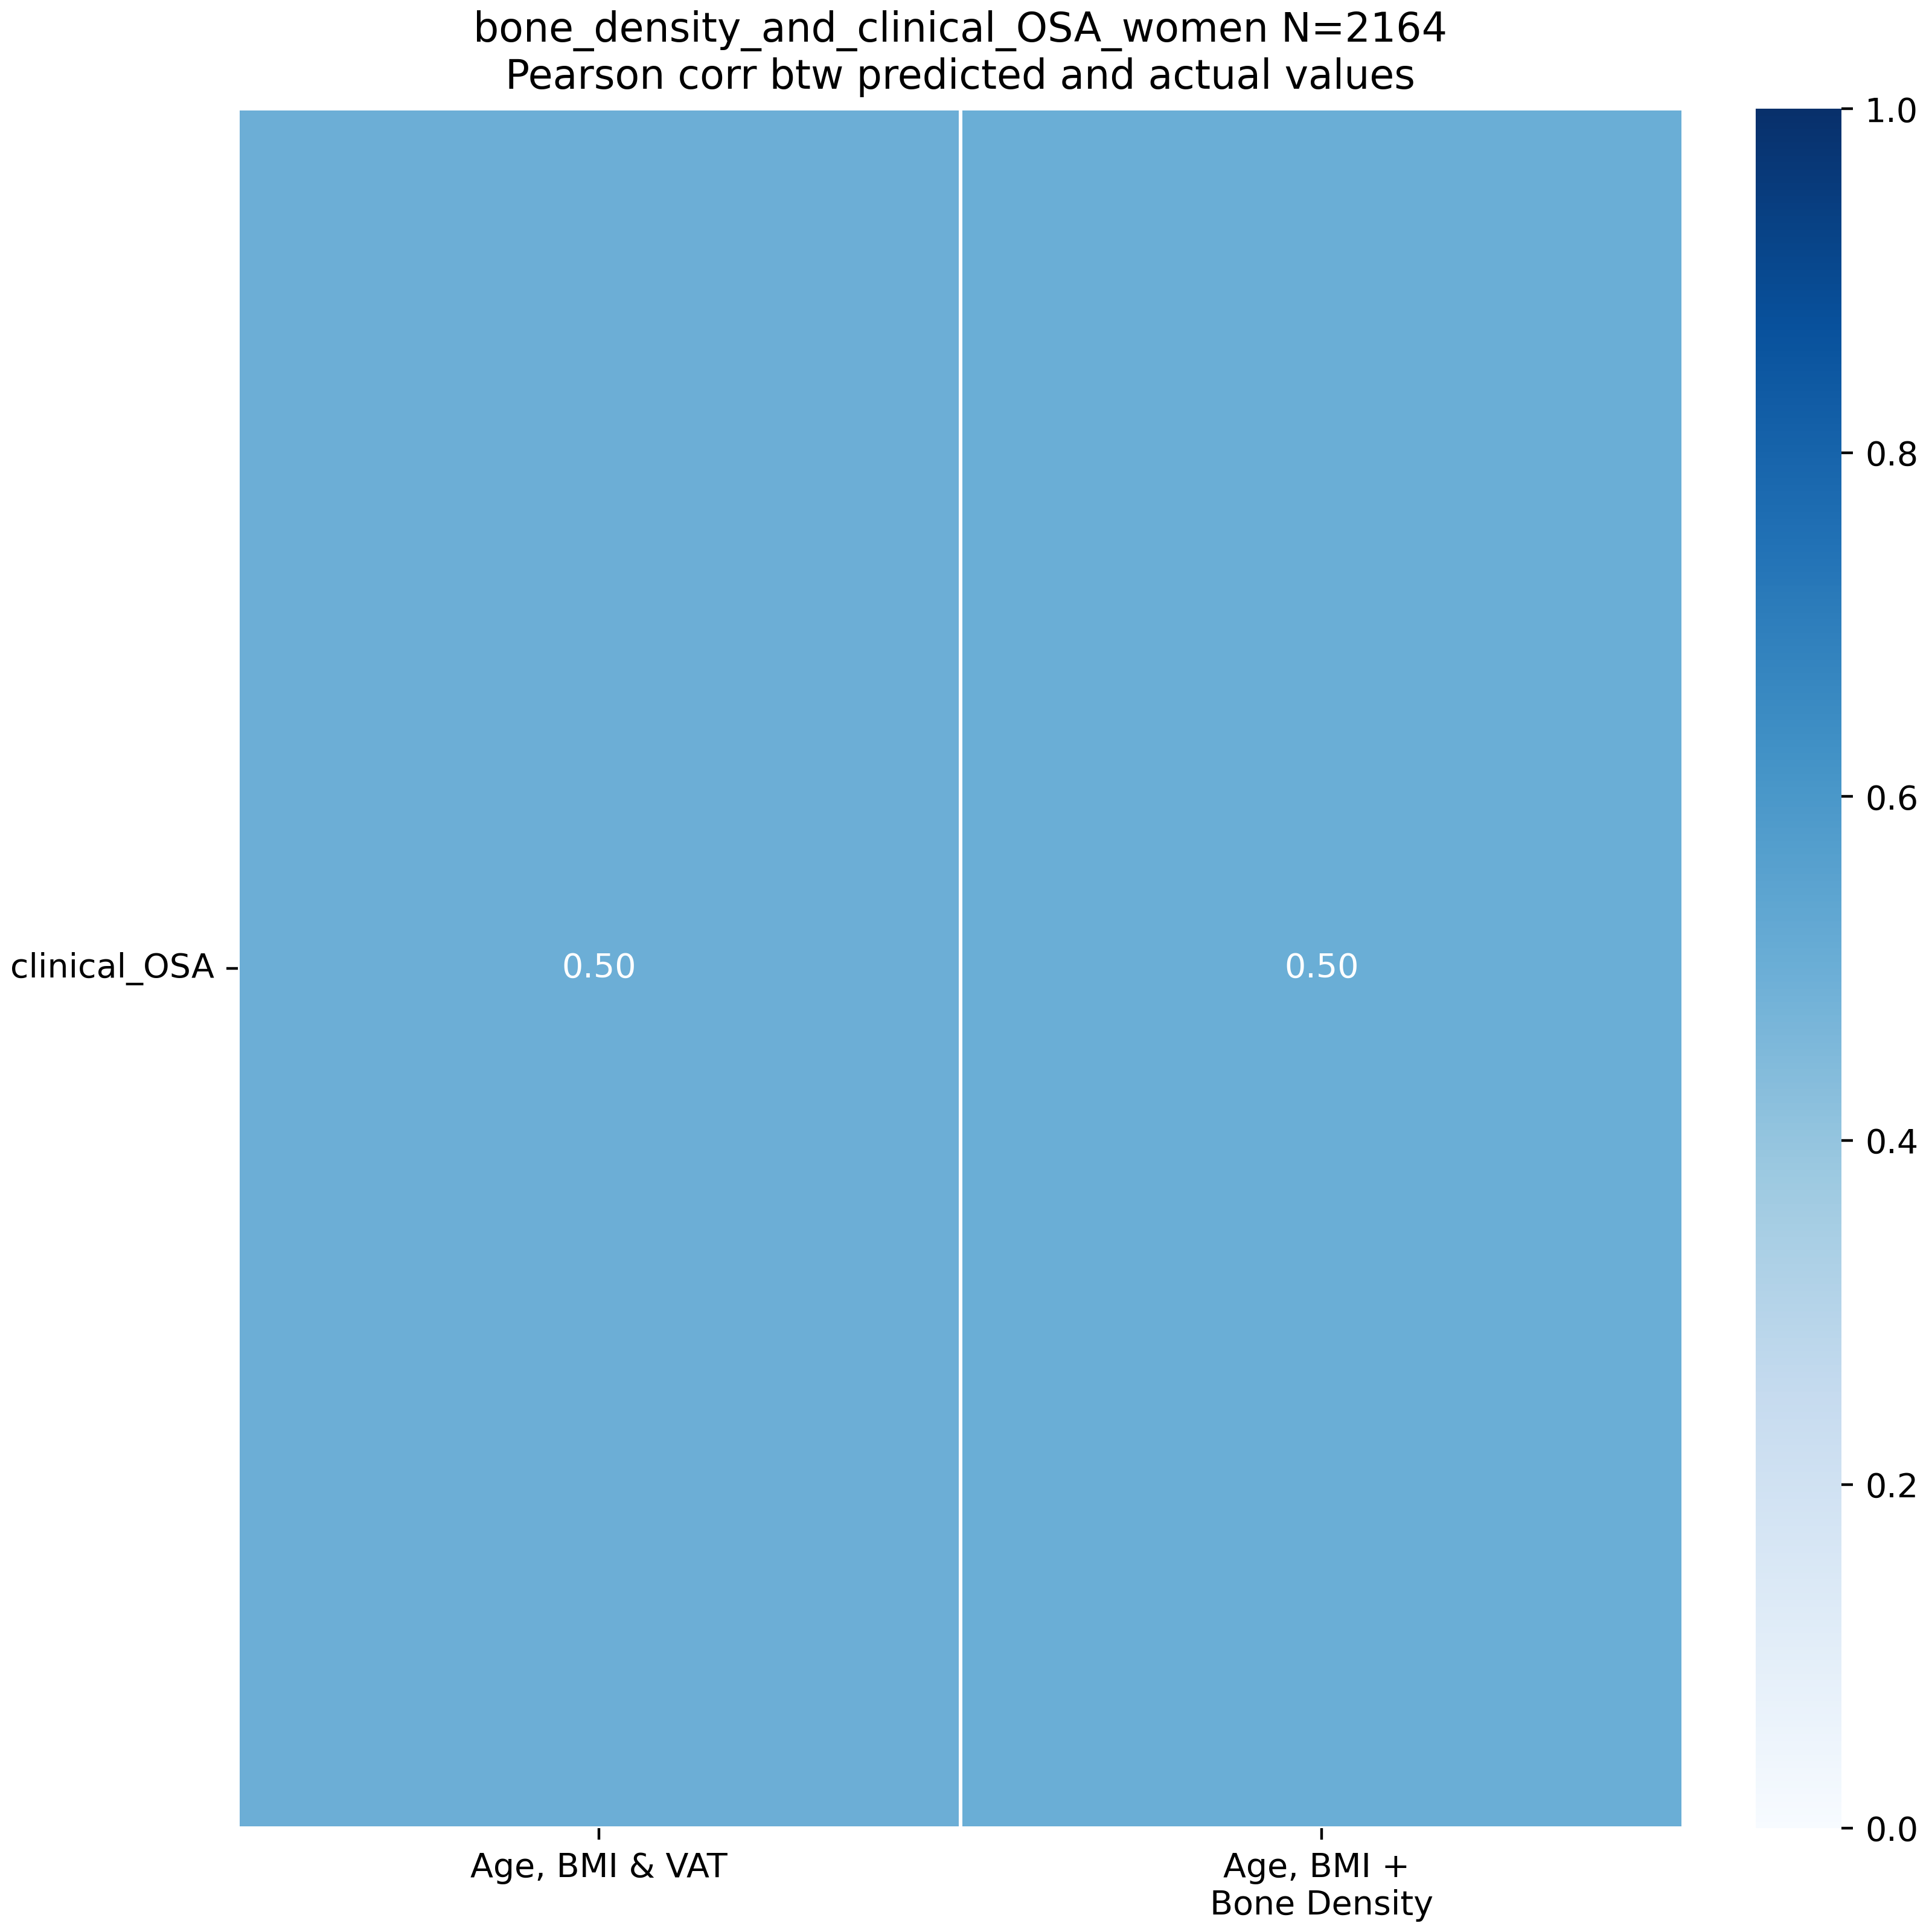 bone_density_and_clinical_OSA_women N=2164
Pearson corr btw predicted and actual values
1.0
0.8
0.6
0.4
0.2
0.0
clinical_OSA
0.50
0.50
Age, BMI & VAT
Age, BMI +
Bone Density